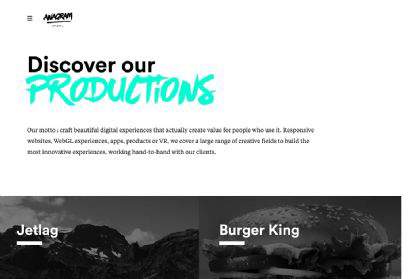 ANAGRAM
Discover our
PRODUCTIONS
Our motto : craft beautiful digital experiences that actually create value for people who use it. Responsive
websites, WebGL experiences, apps, products or VR, we cover a large range of creative fields to build the
most innovative experiences, working hand-to-hand with our clients.
Jetlag
Burger King